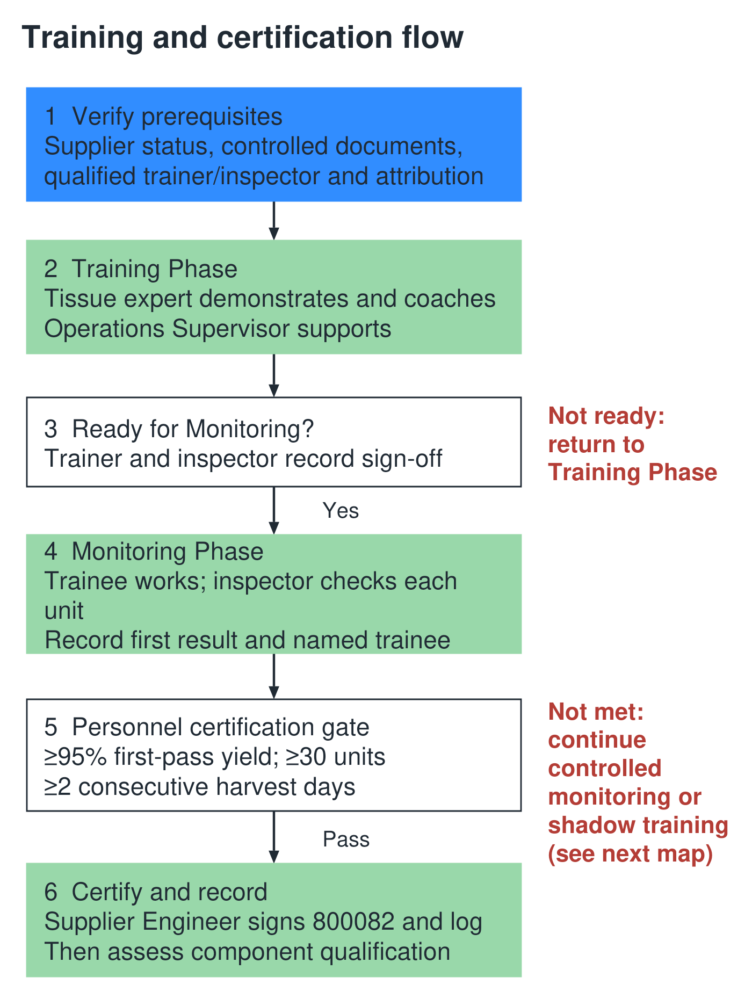 Training and certification flow
1 Verify prerequisites
Supplier status, controlled documents,
qualified trainer/inspector and attribution
2 Training Phase
Tissue expert demonstrates and coaches
Operations Supervisor supports
3 Ready for Monitoring?
Trainer and inspector record sign-off
Not ready:
return to
Training Phase
Yes
4 Monitoring Phase
Trainee works; inspector checks each
unit
Record first result and named trainee
5 Personnel certification gate
≥95% first-pass yield; ≥30 units
≥2 consecutive harvest days
Not met:
continue
controlled
monitoring or
shadow training
(see next map)
Pass
6 Certify and record
Supplier Engineer signs 800082 and log
Then assess component qualification